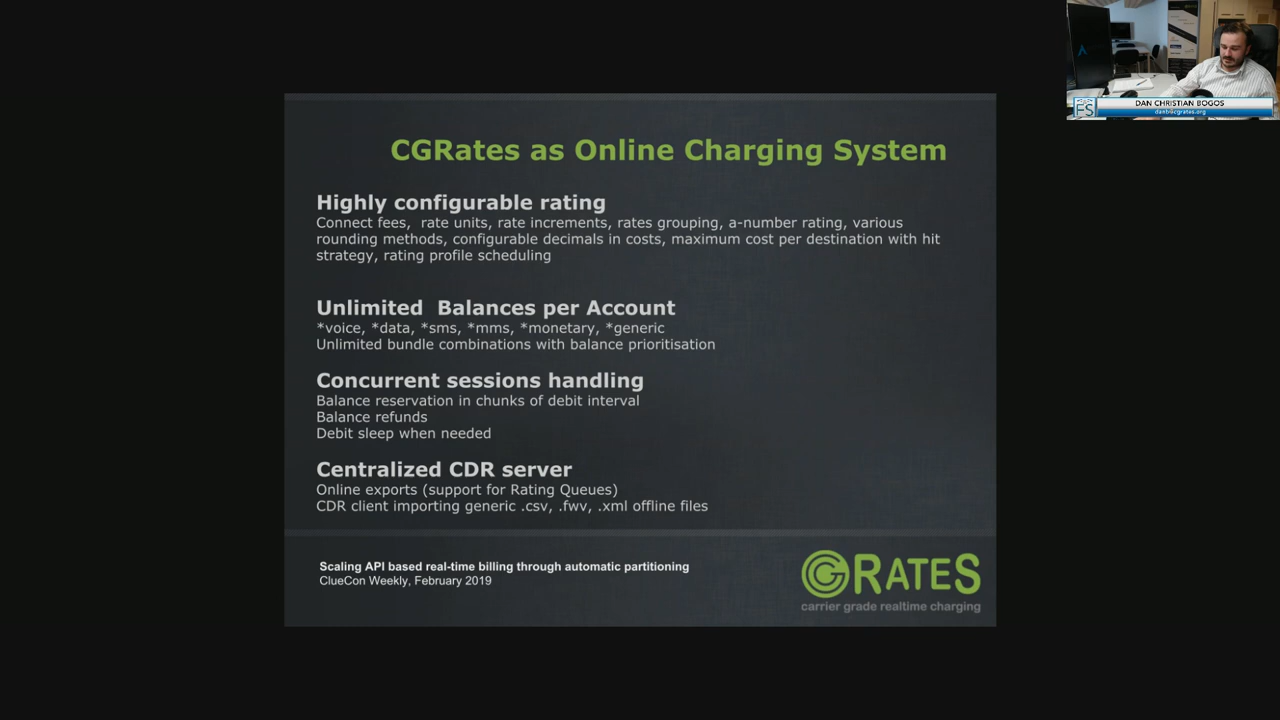 DAN CHRISTIAN BOGOS
danb@cgrates.org
CGRates as Online Charging System
Highly configurable rating
Connect fees, rate units, rate increments, rates grouping, a-number rating, various
rounding methods, configurable decimals in costs, maximum cost per destination with hit
strategy, rating profile scheduling
Unlimited Balances per Account
*voice, *data, *sms, *mms, *monetary, *generic
Unlimited bundle combinations with balance prioritisation
Concurrent sessions handling
Balance reservation in chunks of debit interval
Balance refunds
Debit sleep when needed
Centralized CDR server
Online exports (support for Rating Queues)
CDR client importing generic .csv, .fwv, .xml offline files
Scaling API based real-time billing through automatic partitioning
ClueCon Weekly, February 2019
CGRATES
carrier grade realtime charging